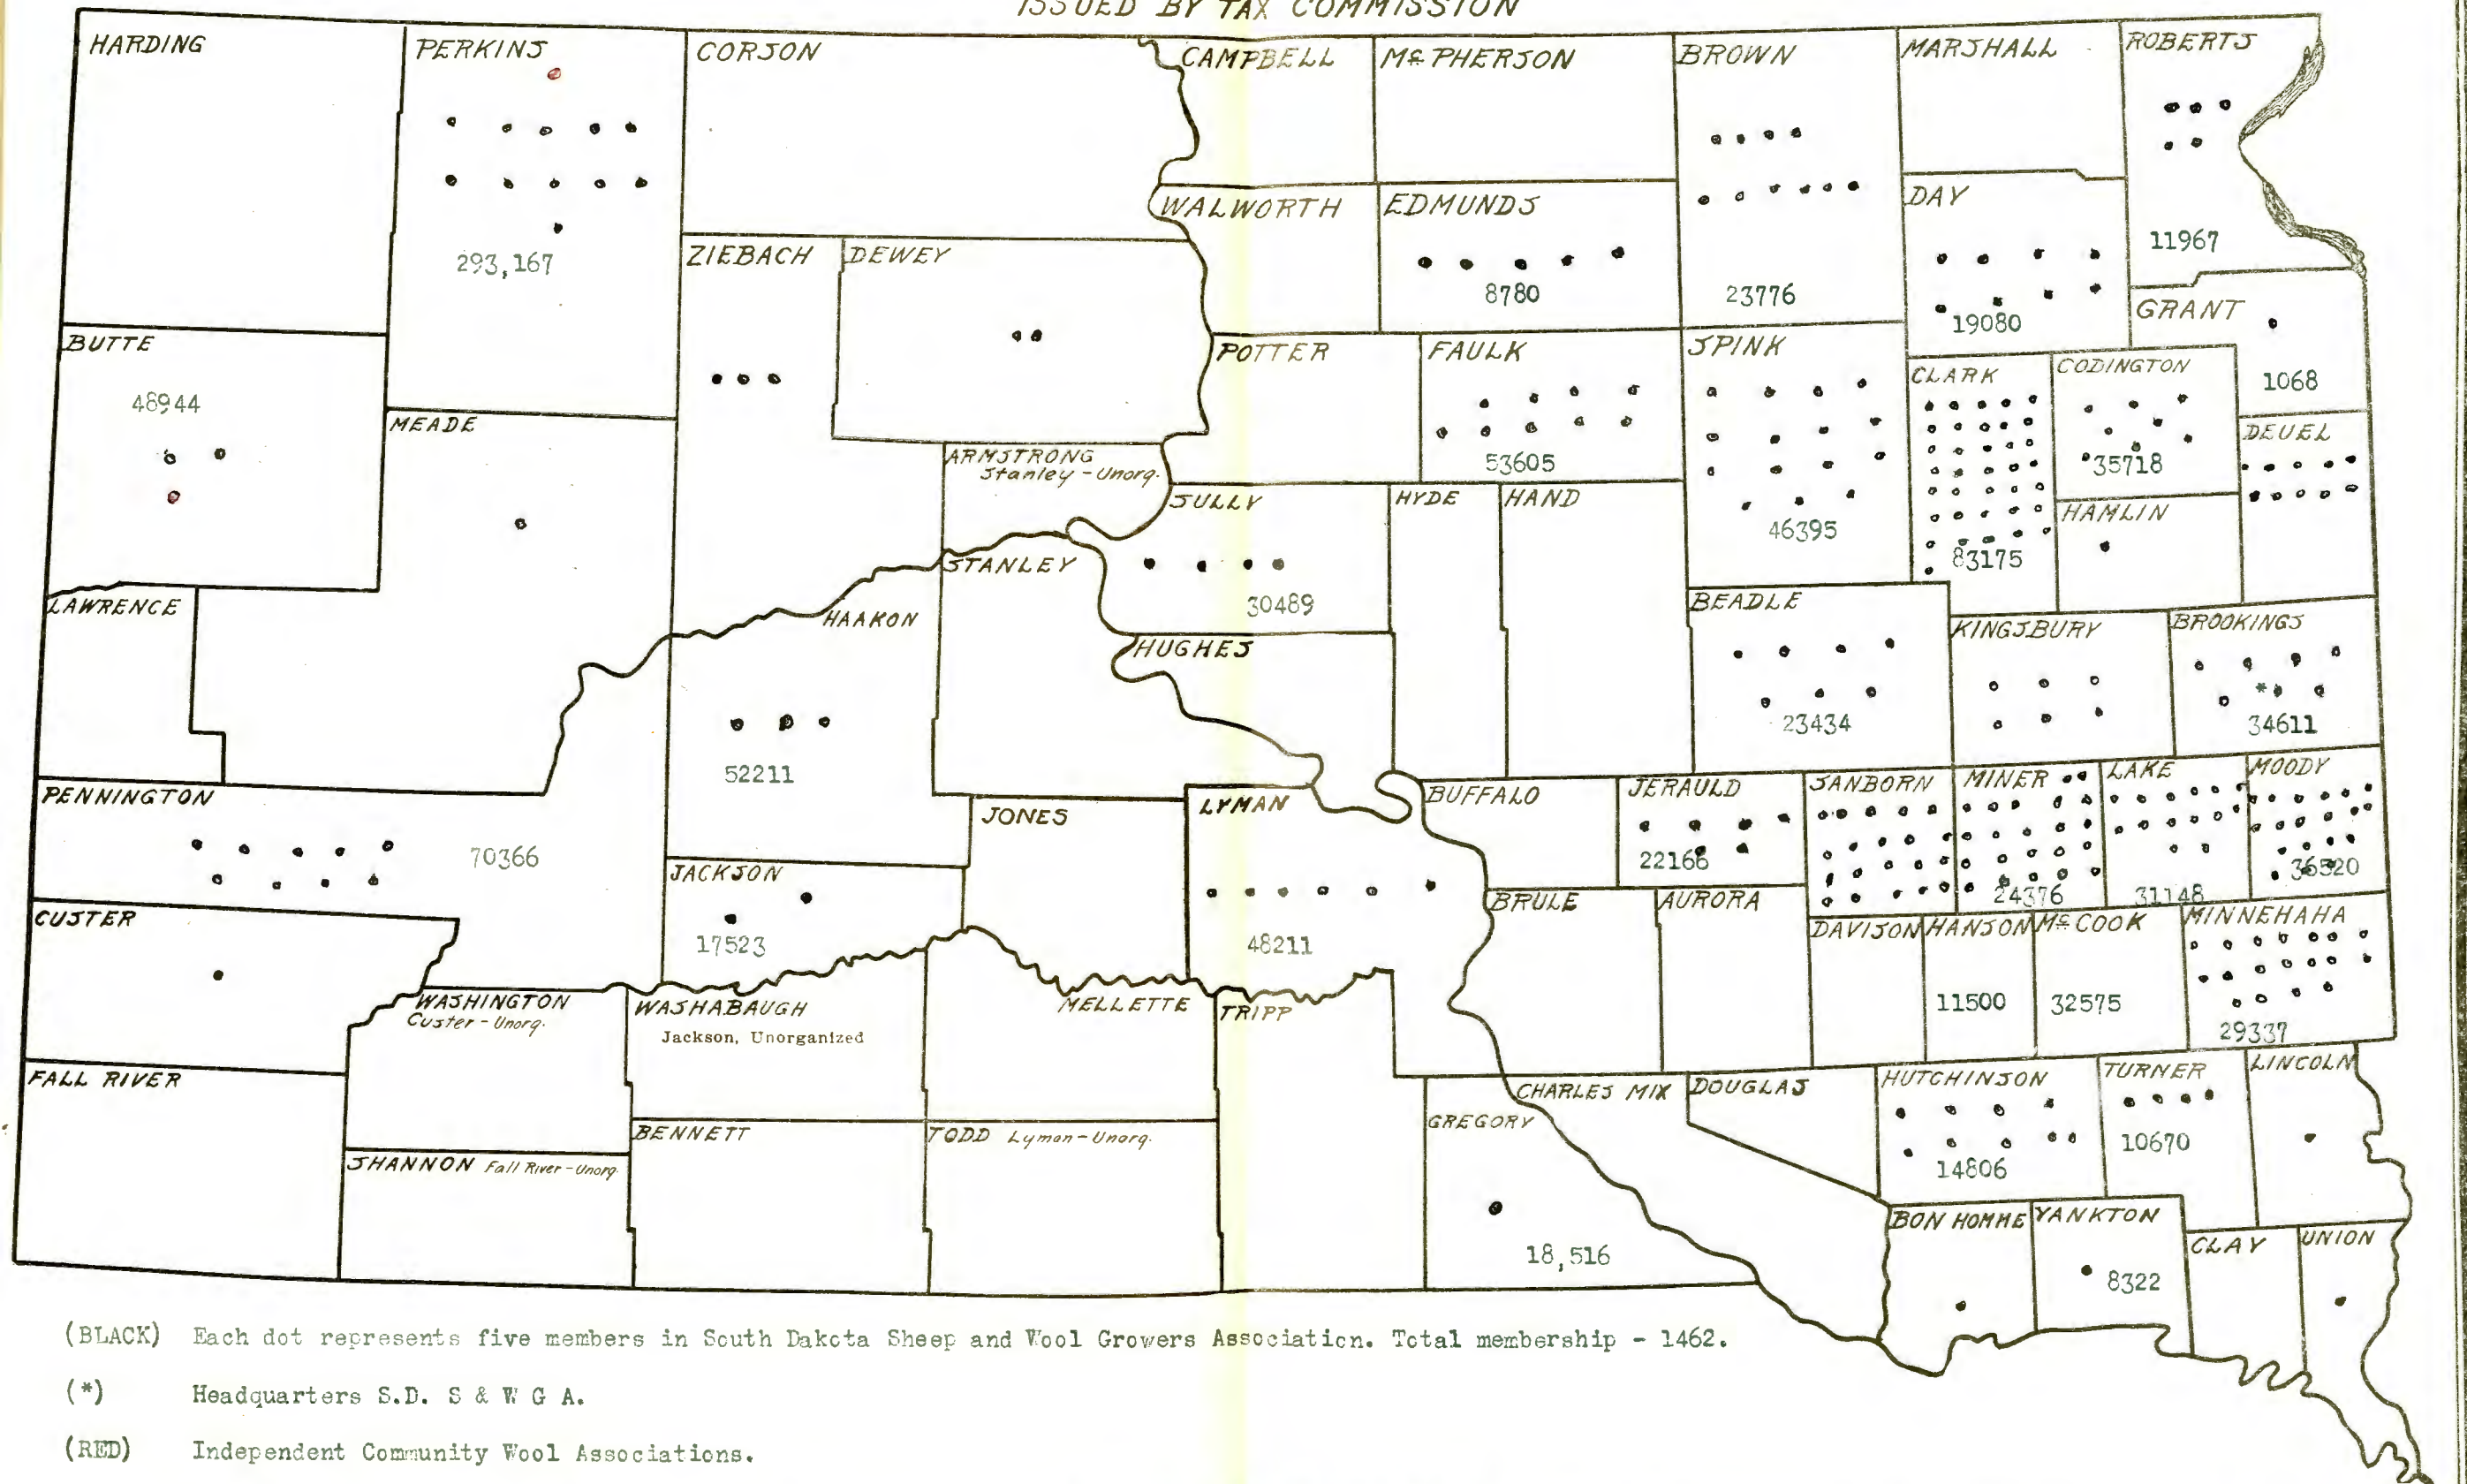 ISSUED BY TAX COMMISSION
HARDING
PERKINS
CORSON
CAMPBELL
McPHERSON
BROWN
MARSHALL
ROBERTS
293,167
WALWORTH
EDMUNDS
8780
23776
DAY
19080
11967
ZIEBACH
DEWEY
GRANT
1068
BUTTE
48944
MEADE
POTTER
FAULK
53605
SPINK
46395
CLARK
83175
CODINGTON
35718
DEUEL
ARMSTRONG
Stanley - Unorg.
SULLY
30489
HYDE
HAND
HAMLIN
LAWRENCE
HAAKON
52211
STANLEY
HUGHES
BEADLE
23434
KINGSBURY
BROOKINGS
*
34611
PENNINGTON
70366
JACKSON
17523
JONES
LYMAN
48211
BUFFALO
JERAULD
22166
SANBORN
MINER
24376
LAKE
31148
MOODY
36520
CUSTER
BRULE
AURORA
DAVISON
HANSON
11500
McCOOK
32575
MINNEHAHA
29337
WASHINGTON
Custer - Unorg.
WASHABAUGH
Jackson, Unorganized
MELLETTE
TRIPP
FALL RIVER
SHANNON Fall River - Unorg.
BENNETT
TODD Lyman - Unorg.
GREGORY
18,516
CHARLES MIX
DOUGLAS
HUTCHINSON
14806
TURNER
10670
LINCOLN
BON HOMME
YANKTON
8322
CLAY
UNION
(BLACK) Each dot represents five members in South Dakota Sheep and Wool Growers Association. Total membership - 1462.
(*) Headquarters S.D. S & W G A.
(RED) Independent Community Wool Associations.